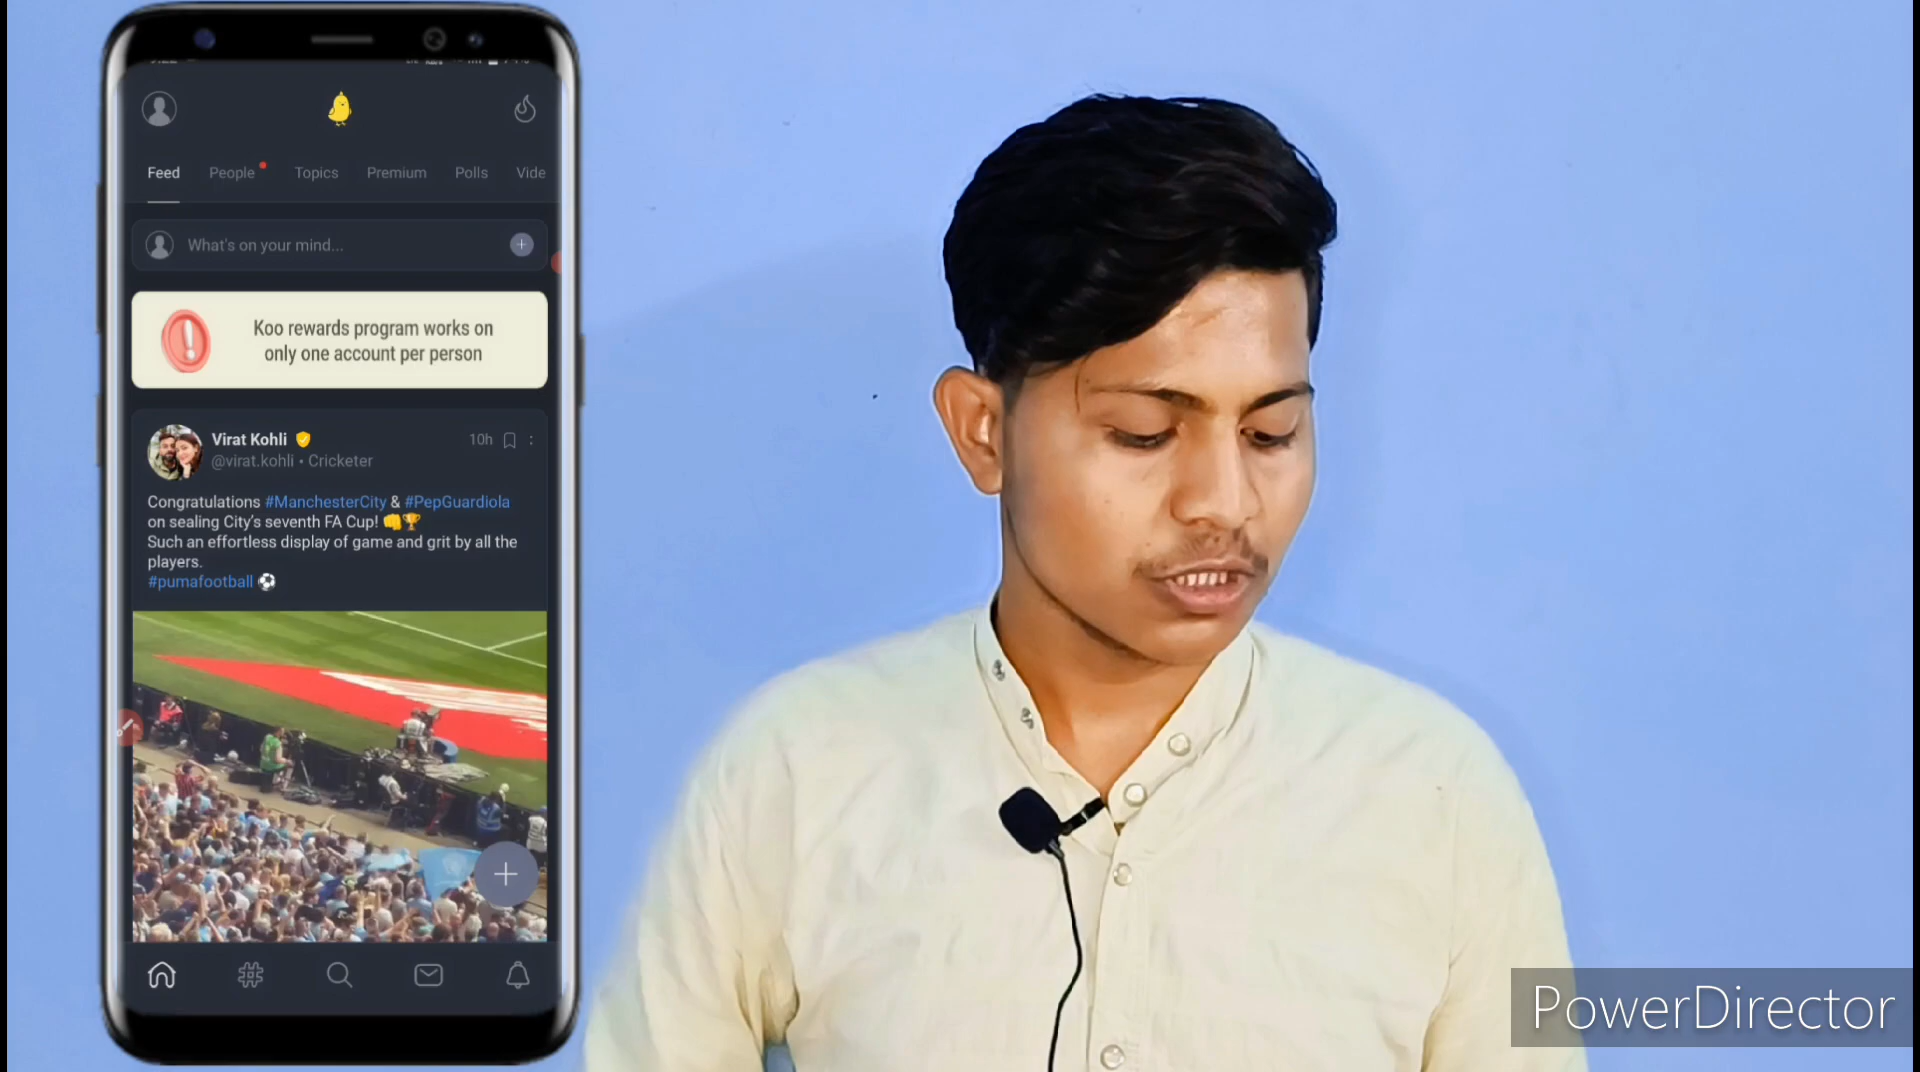 Feed People Topics Premium Polls Vide
What's on your mind...
Koo rewards program works on
only one account per person
Virat Kohli 10h
@virat.kohli • Cricketer
Congratulations #ManchesterCity & #PepGuardiola
on sealing City's seventh FA Cup! 👊🏆
Such an effortless display of game and grit by all the
players.
#pumafootball ⚽
PowerDirector